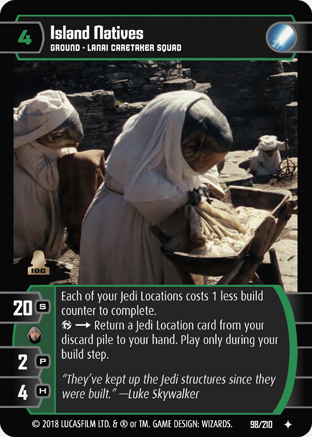 4
Island Natives
GROUND - LANAI CARETAKER SQUAD
IDC
20 S
Each of your Jedi Locations costs 1 less build
counter to complete.
→ Return a Jedi Location card from your
discard pile to your hand. Play only during your
build step.
2 P
4 H
“They’ve kept up the Jedi structures since they
were built.” —Luke Skywalker
© 2018 LUCASFILM LTD. & ® OR TM. GAME DESIGN: WIZARDS.
98/210